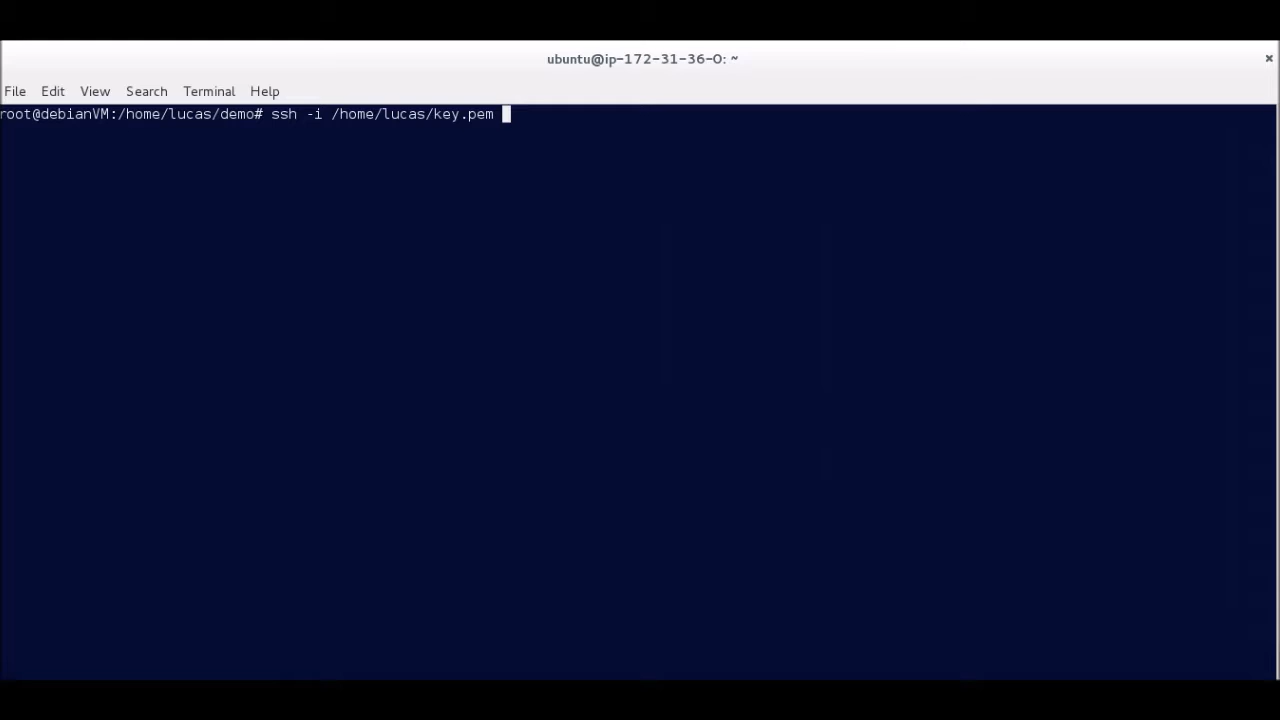 ubuntu@ip-172-31-36-0: ~
File Edit View Search Terminal Help
root@debianVM:/home/lucas/demo# ssh -i /home/lucas/key.pem